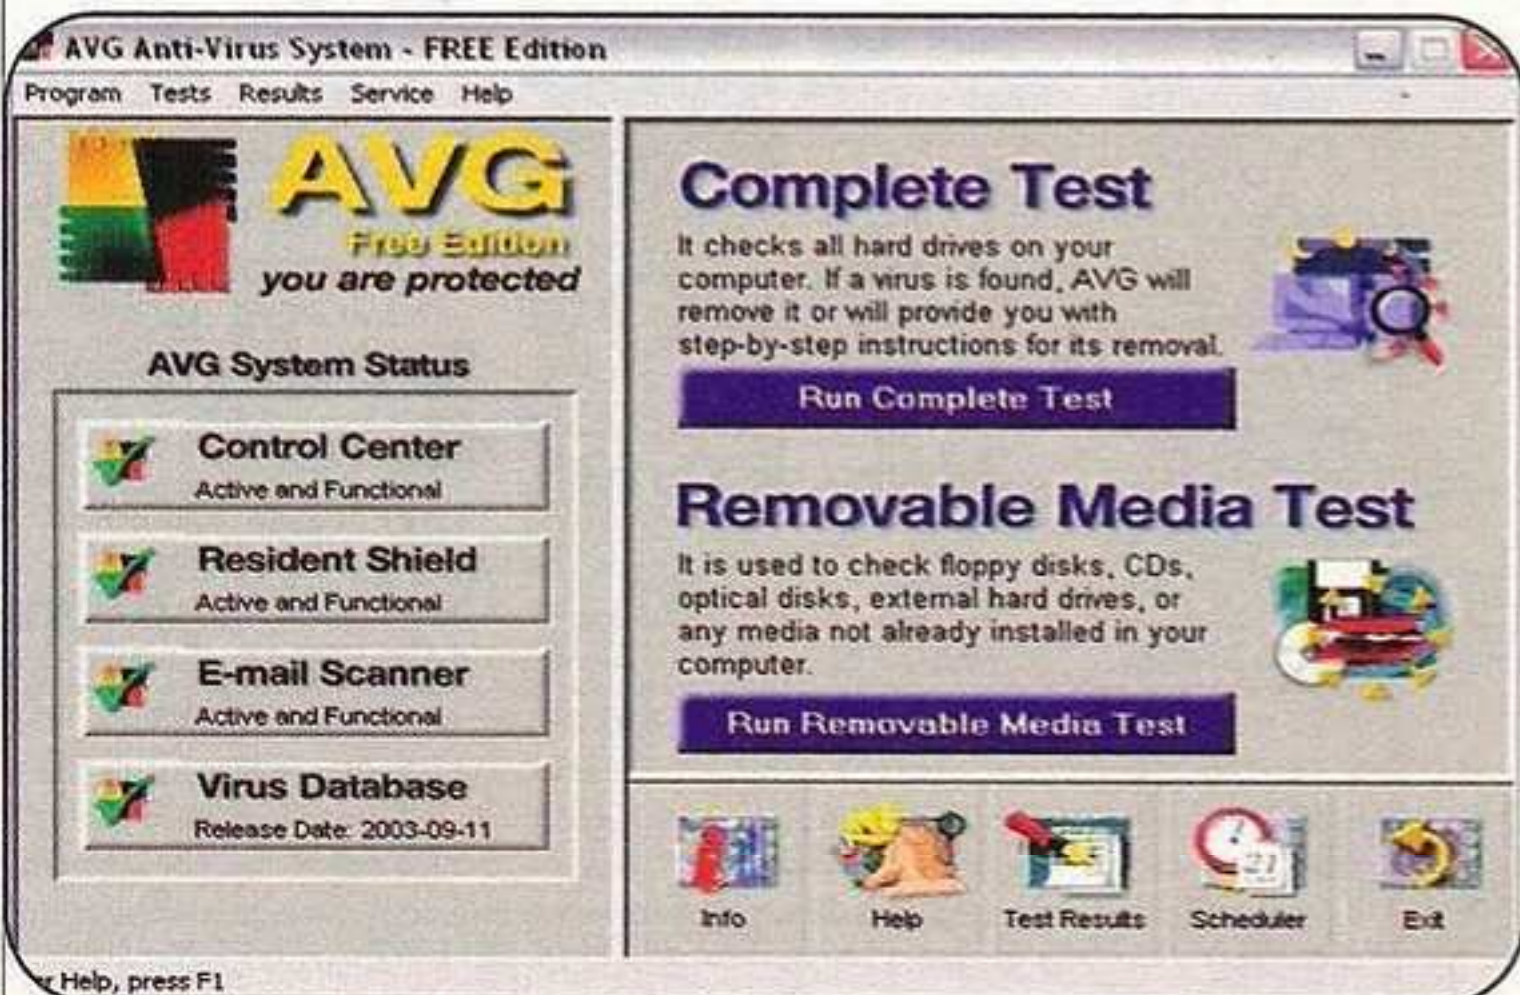 AVG Anti-Virus System - FREE Edition
Program Tests Results Service Help
AVG
Free Edition
you are protected
AVG System Status
Control Center
Active and Functional
Resident Shield
Active and Functional
E-mail Scanner
Active and Functional
Virus Database
Release Date: 2003-09-11
Complete Test
It checks all hard drives on your
computer. If a virus is found, AVG will
remove it or will provide you with
step-by-step instructions for its removal.
Run Complete Test
Removable Media Test
It is used to check floppy disks, CDs,
optical disks, external hard drives, or
any media not already installed in your
computer.
Run Removable Media Test
Info Help Test Results Scheduler Exit
Help, press F1